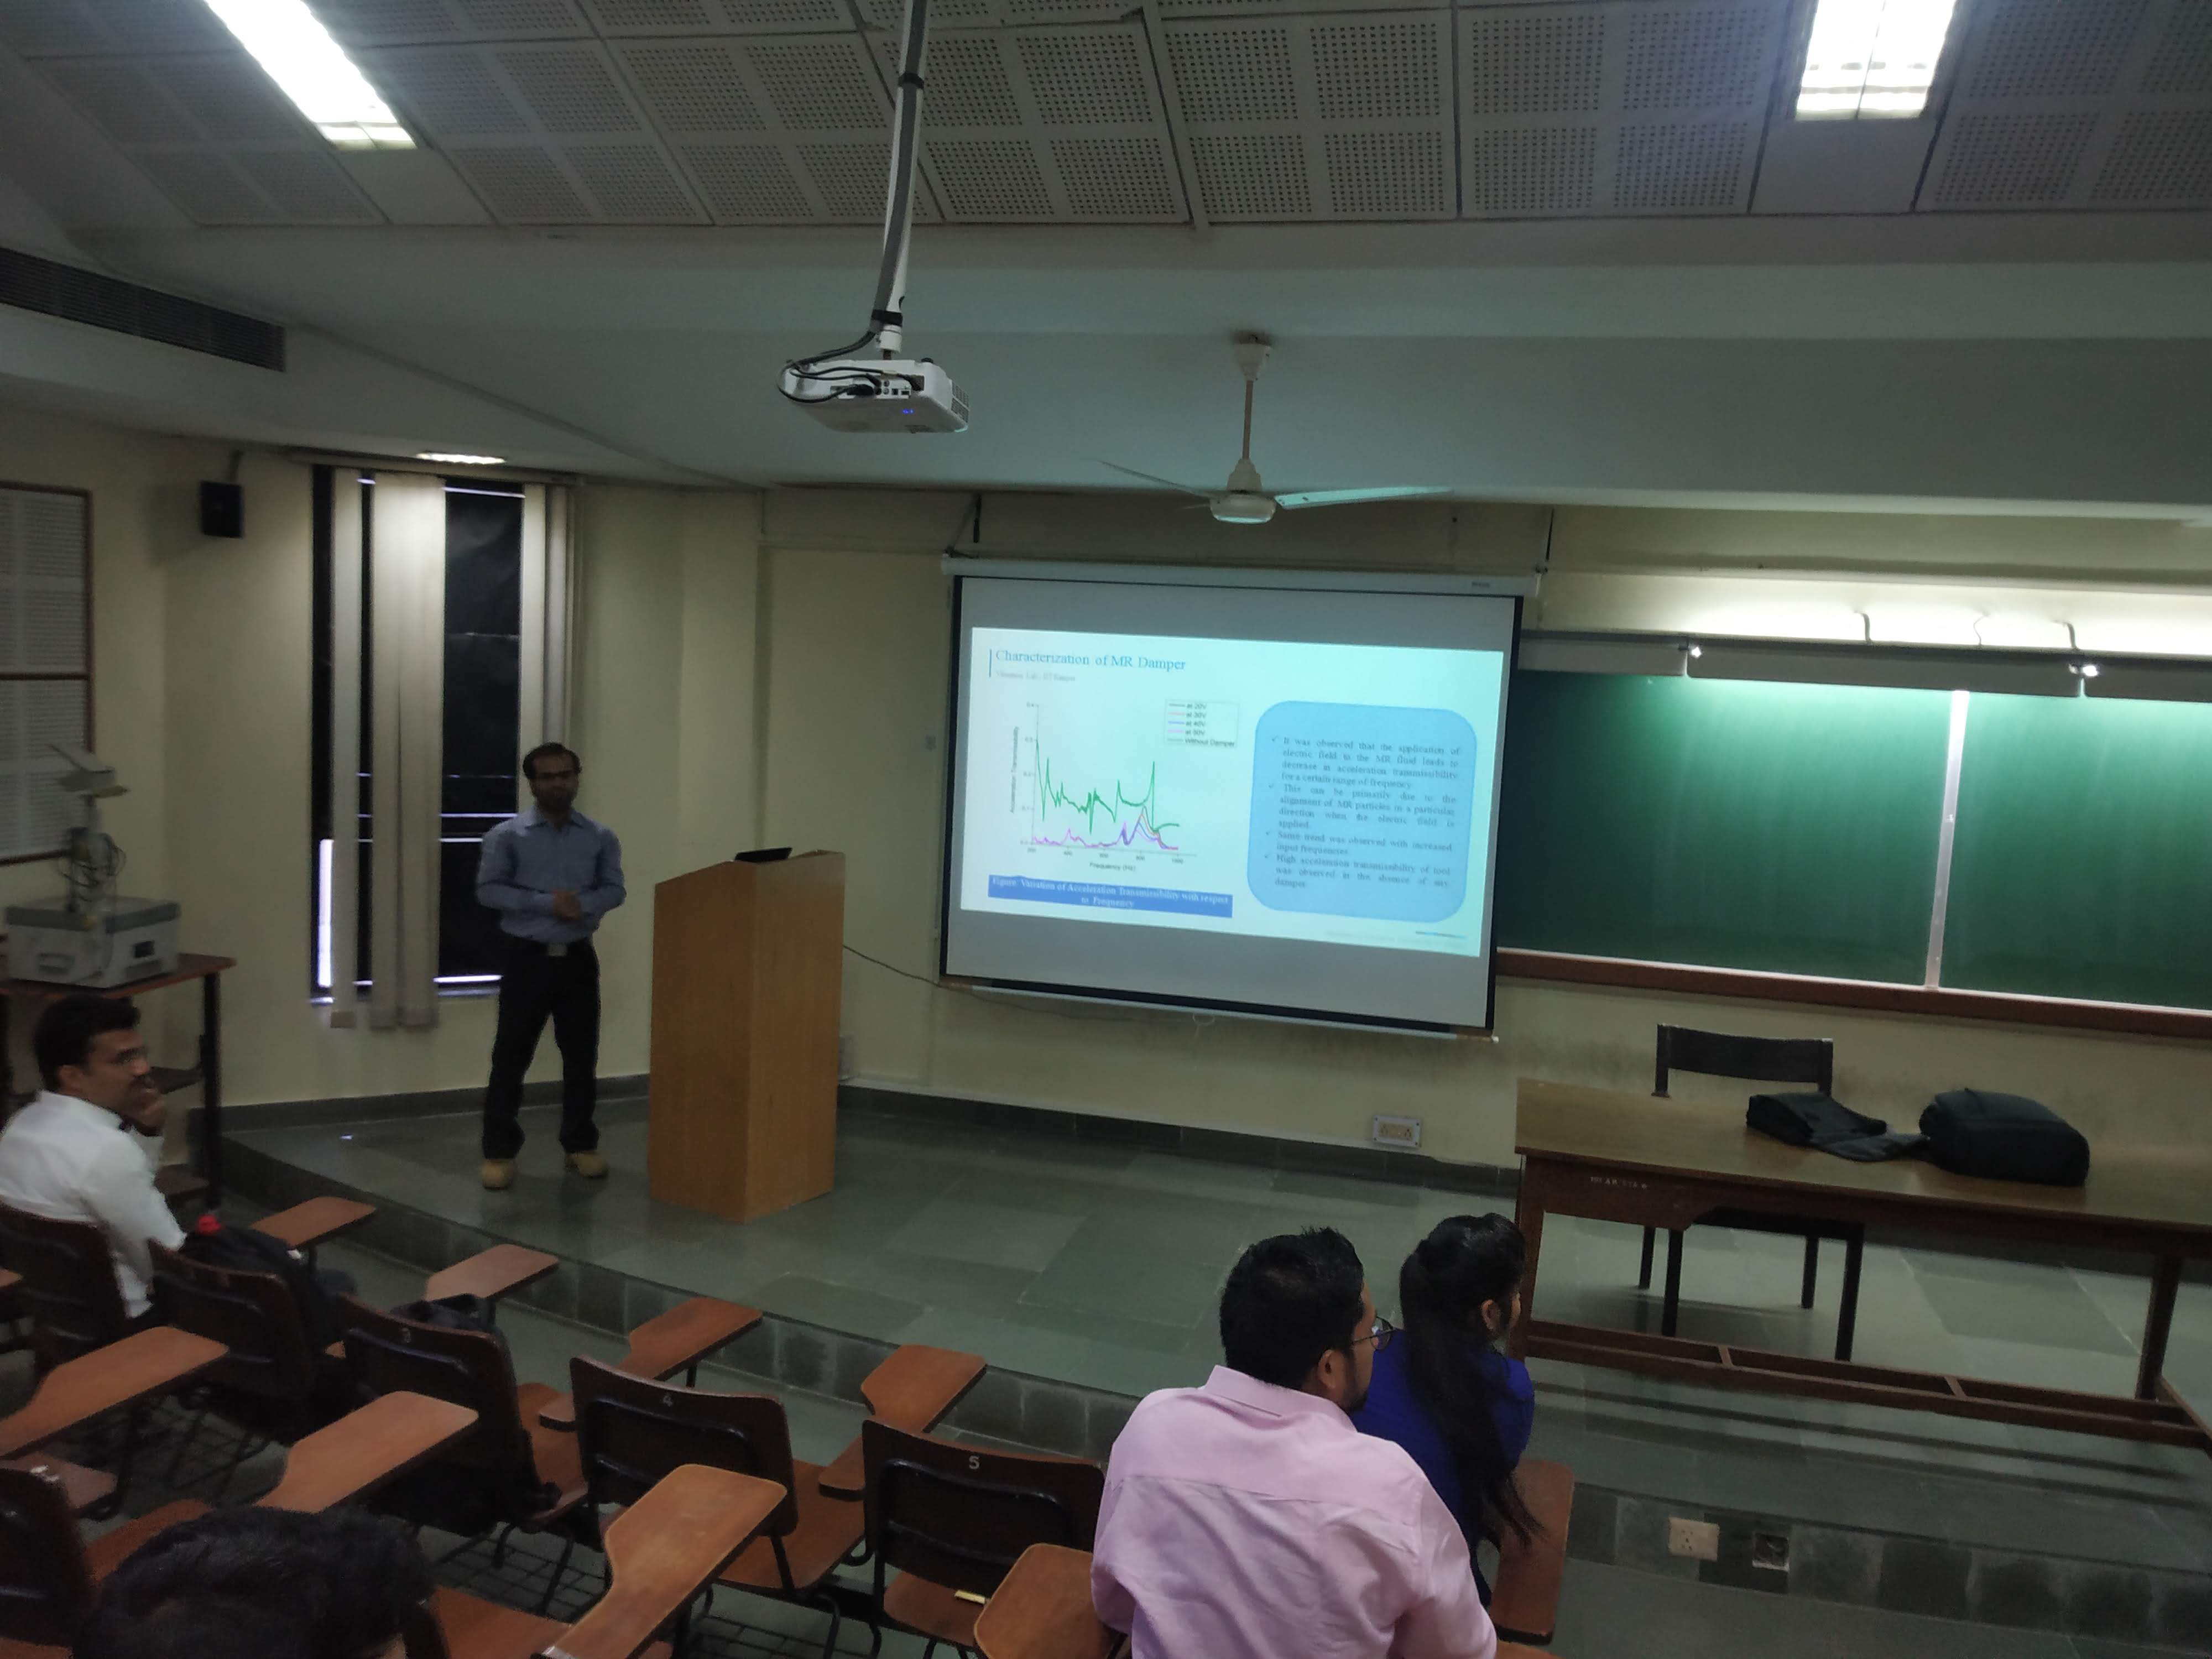 Characterization of MR Damper
at 20V
at 30V
at 40V
at 50V
Without Damper
Acceleration Transmissibility
Frequency (Hz)
Figure: Variation of Acceleration Transmissibility with respect
to Frequency
It was observed that the application of
electric field to the MR fluid leads to
decrease in acceleration transmissibility
for a certain range of frequency.
This can be primarily due to the
alignment of MR particles in a particular
direction when the electric field is
applied.
Same trend was observed with increased
input frequencies.
High acceleration transmissibility of tool
was observed in the absence of any
damper.
3
4
5